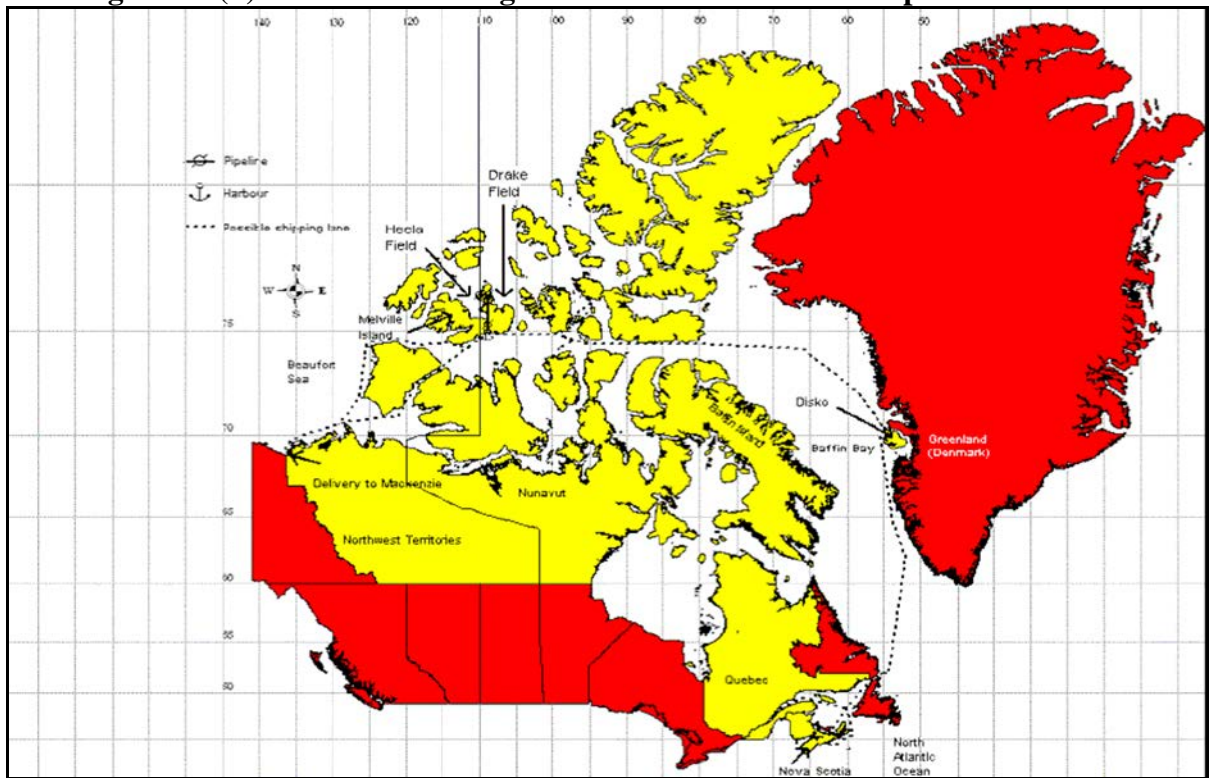 140
130
120
110
100
90
80
70
60
50
Pipeline
Harbour
Possible shipping lane
N
W
E
S
Drake
Field
Hecla
Field
Melville
Island
75
Beaufort
Sea
Disko
70
Baffin Island
Baffin Bay
Greenland
(Denmark)
Delivery to Mackenzie
Nunavut
65
Northwest Territories
60
55
50
Quebec
North
Atlantic
Ocean
Nova Scotia